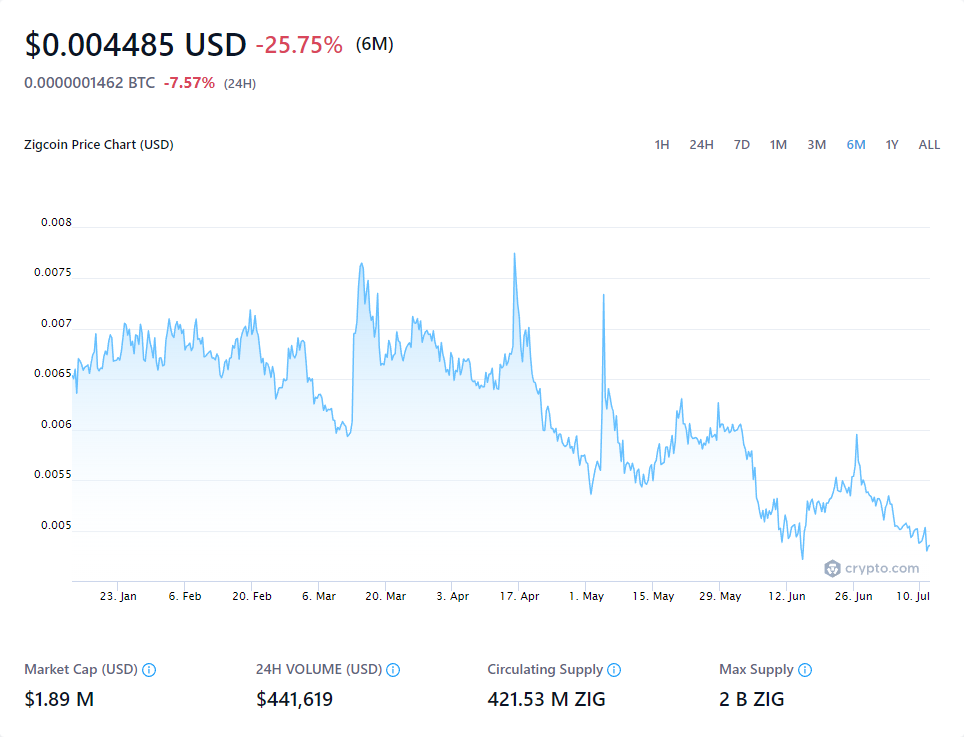 $0.004485 USD -25.75% (6M)
0.0000001462 BTC -7.57% (24H)
Zigcoin Price Chart (USD) 1H 24H 7D 1M 3M 6M 1Y ALL
0.008
0.0075
0.007
0.0065
0.006
0.0055
0.005
crypto.com
23. Jan 6. Feb 20. Feb 6. Mar 20. Mar 3. Apr 17. Apr 1. May 15. May 29. May 12. Jun 26. Jun 10. Jul
Market Cap (USD) 24H VOLUME (USD) Circulating Supply Max Supply
$1.89 M $441,619 421.53 M ZIG 2 B ZIG